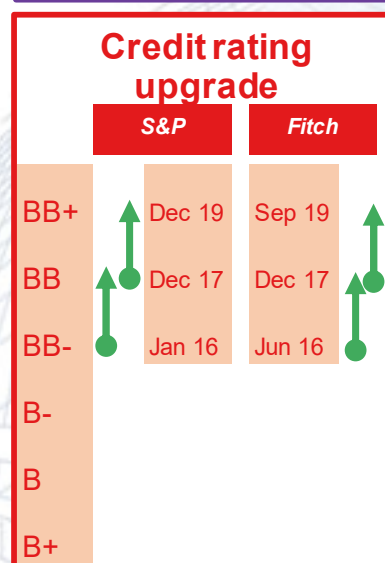 Credit rating
upgrade
S&P Fitch
BB+ Dec 19 Sep 19
BB Dec 17 Dec 17
BB- Jan 16 Jun 16
B-
B
B+